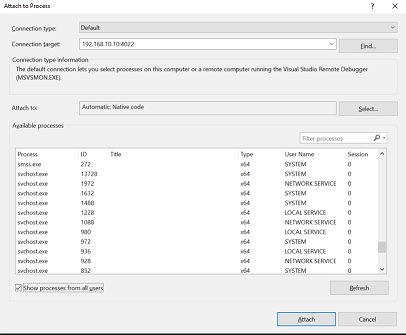 Attach to Process
? X
Connection type: Default
Connection target: 192.168.10.10:4022 Find...
Connection type information
The default connection lets you select processes on this computer or a remote computer running the Visual Studio Remote Debugger
(MSVSMON.EXE).
Attach to: Automatic: Native code Select...
Available processes
Filter processes
Process ID Title Type User Name Session
smss.exe 272 x64 SYSTEM 0
svchost.exe 13728 x64 SYSTEM 0
svchost.exe 1972 x64 NETWORK SERVICE 0
svchost.exe 1632 x64 SYSTEM 0
svchost.exe 1488 x64 SYSTEM 0
svchost.exe 1228 x64 LOCAL SERVICE 0
svchost.exe 1088 x64 NETWORK SERVICE 0
svchost.exe 980 x64 LOCAL SERVICE 0
svchost.exe 972 x64 SYSTEM 0
svchost.exe 936 x64 LOCAL SERVICE 0
svchost.exe 928 x64 NETWORK SERVICE 0
svchost.exe 852 x64 SYSTEM 0
Show processes from all users Refresh
Attach Cancel